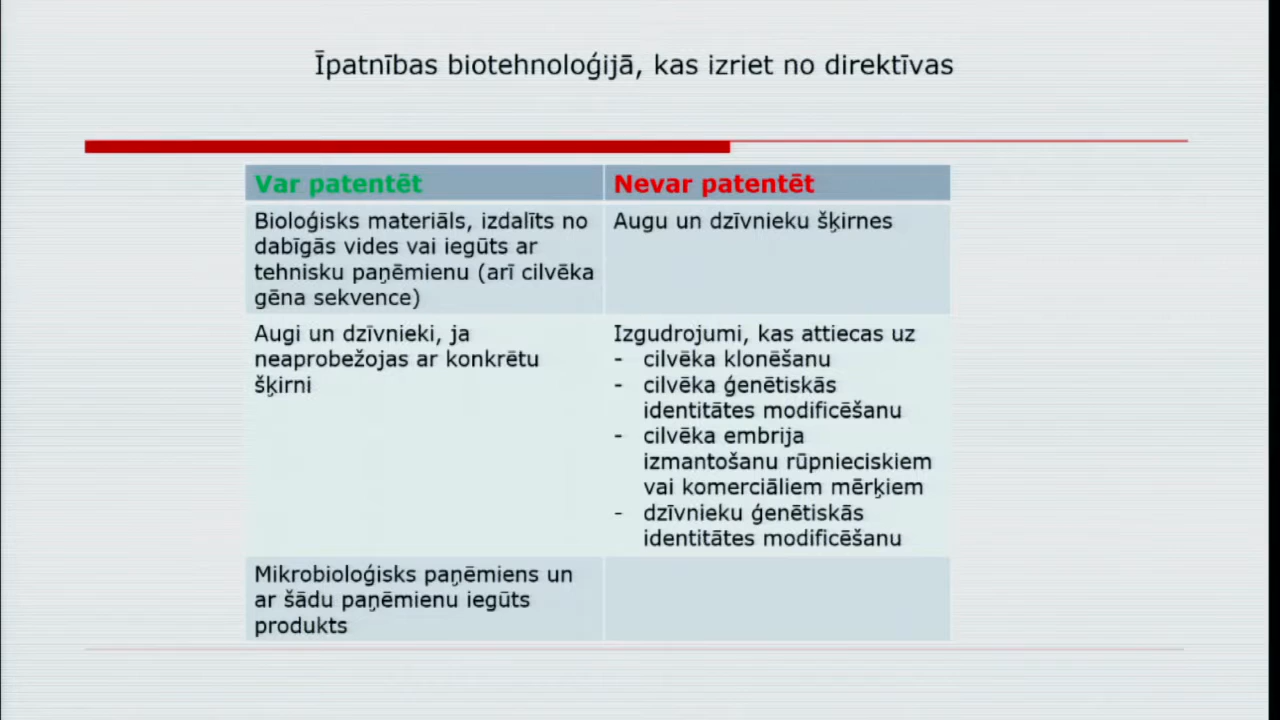 Īpatnības biotehnoloģijā, kas izriet no direktīvas
Var patentēt
Nevar patentēt
Bioloģisks materiāls, izdalīts no
dabīgās vides vai iegūts ar
tehnisku paņēmienu (arī cilvēka
gēna sekvence)
Augu un dzīvnieku šķirnes
Augi un dzīvnieki, ja
neaprobežojas ar konkrētu
šķirni
Izgudrojumi, kas attiecas uz
- cilvēka klonēšanu
- cilvēka ģenētiskās
identitātes modificēšanu
- cilvēka embrija
izmantošanu rūpnieciskiem
vai komerciāliem mērķiem
- dzīvnieku ģenētiskās
identitātes modificēšanu
Mikrobioloģisks paņēmiens un
ar šādu paņēmienu iegūts
produkts